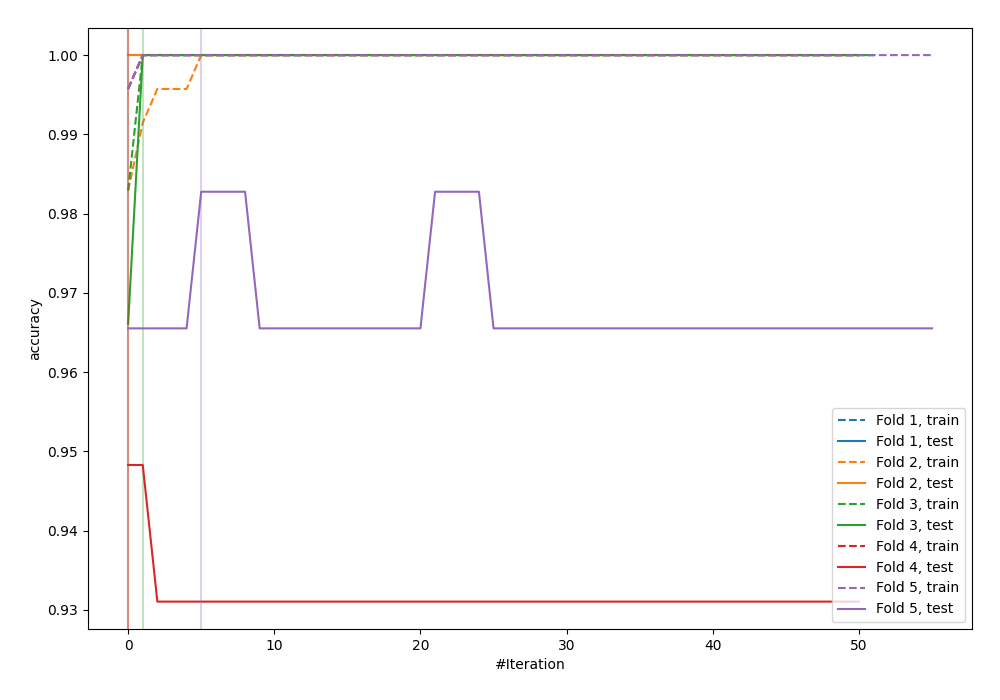 1.00
0.99
0.98
0.97
0.96
0.95
0.94
0.93
accuracy
0
10
20
30
40
50
#Iteration
Fold 1, train
Fold 1, test
Fold 2, train
Fold 2, test
Fold 3, train
Fold 3, test
Fold 4, train
Fold 4, test
Fold 5, train
Fold 5, test